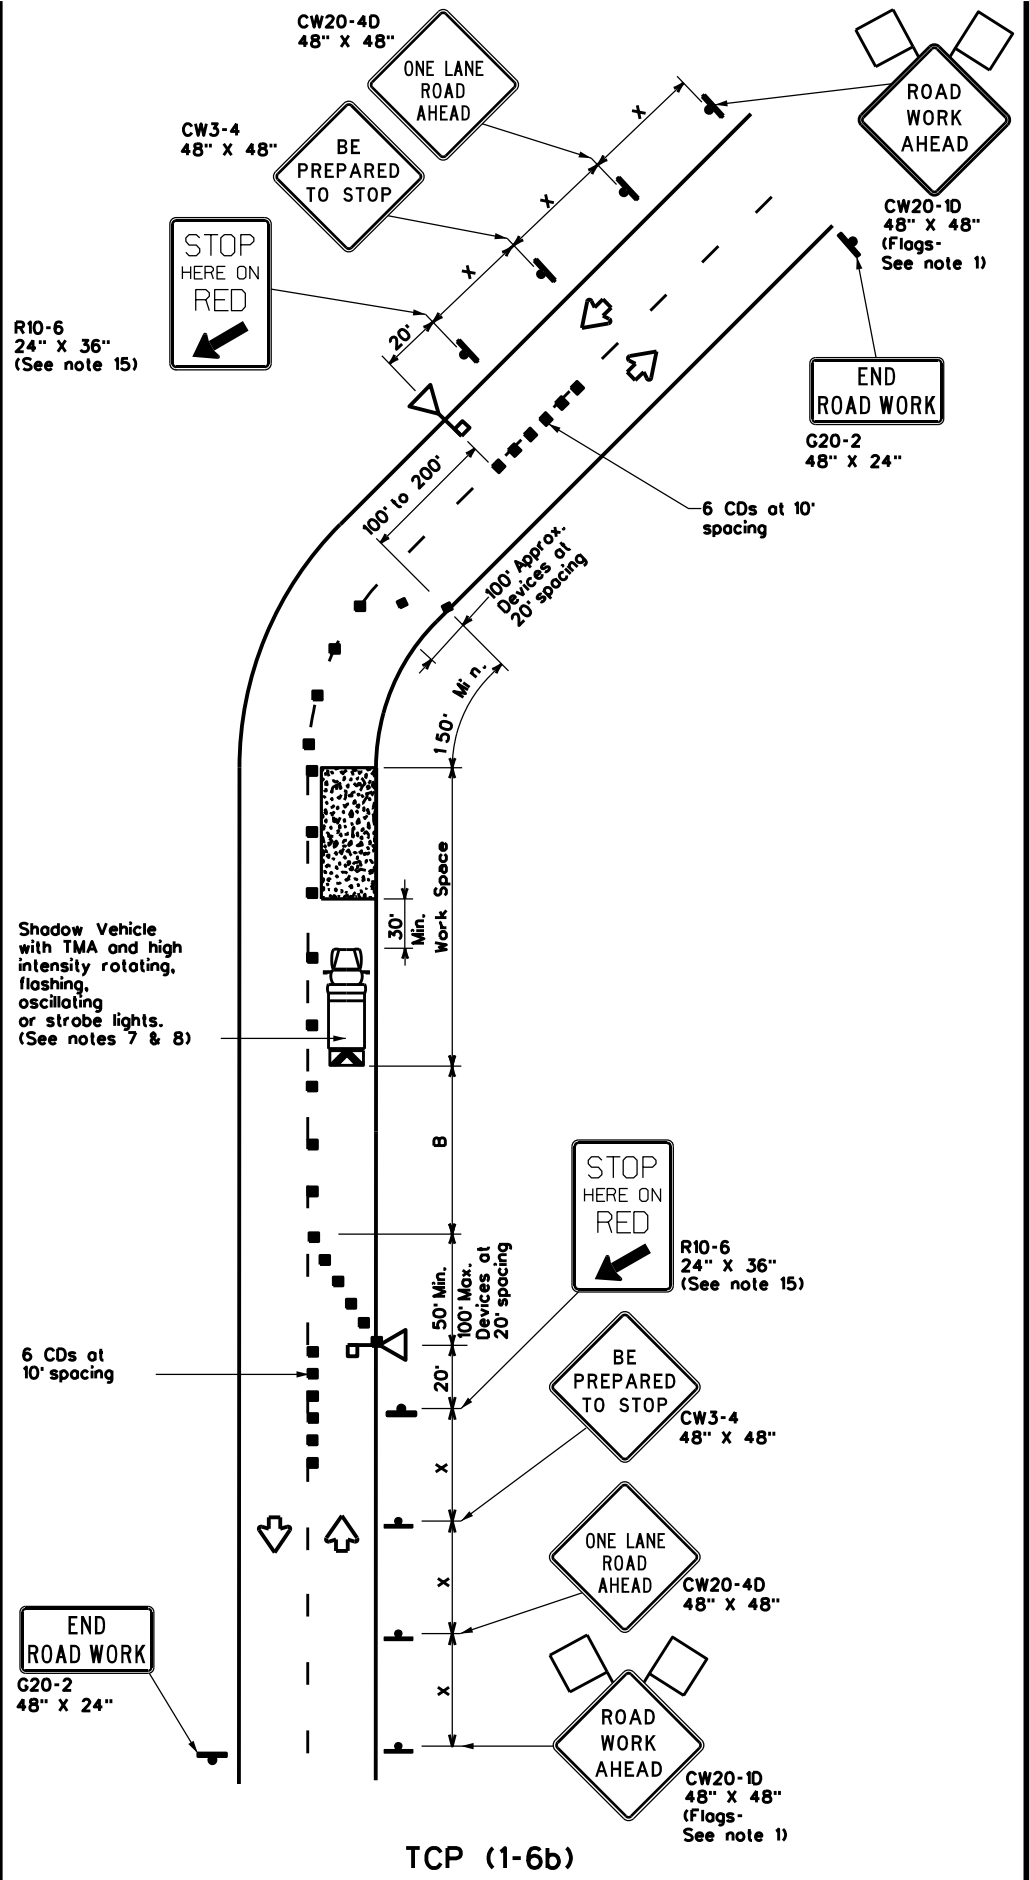 CW20-4D
48" X 48"
ONE LANE
ROAD
AHEAD
ROAD
WORK
AHEAD
CW20-1D
48" X 48"
(Flags-
See note 1)
CW3-4
48" X 48"
BE
PREPARED
TO STOP
X
X
X
20'
STOP
HERE ON
RED
R10-6
24" X 36"
(See note 15)
END
ROAD WORK
G20-2
48" X 24"
6 CDs at 10'
spacing
100' to 200'
100' Approx.
Devices at
20' spacing
150' Min.
Work Space
30'
Min.
Shadow Vehicle
with TMA and high
intensity rotating,
flashing,
oscillating
or strobe lights.
(See notes 7 & 8)
B
50' Min.
100' Max.
Devices at
20' spacing
STOP
HERE ON
RED
R10-6
24" X 36"
(See note 15)
6 CDs at
10' spacing
20'
BE
PREPARED
TO STOP
CW3-4
48" X 48"
X
X
X
ONE LANE
ROAD
AHEAD
CW20-4D
48" X 48"
END
ROAD WORK
G20-2
48" X 24"
ROAD
WORK
AHEAD
CW20-1D
48" X 48"
(Flags-
See note 1)
TCP (1-6b)